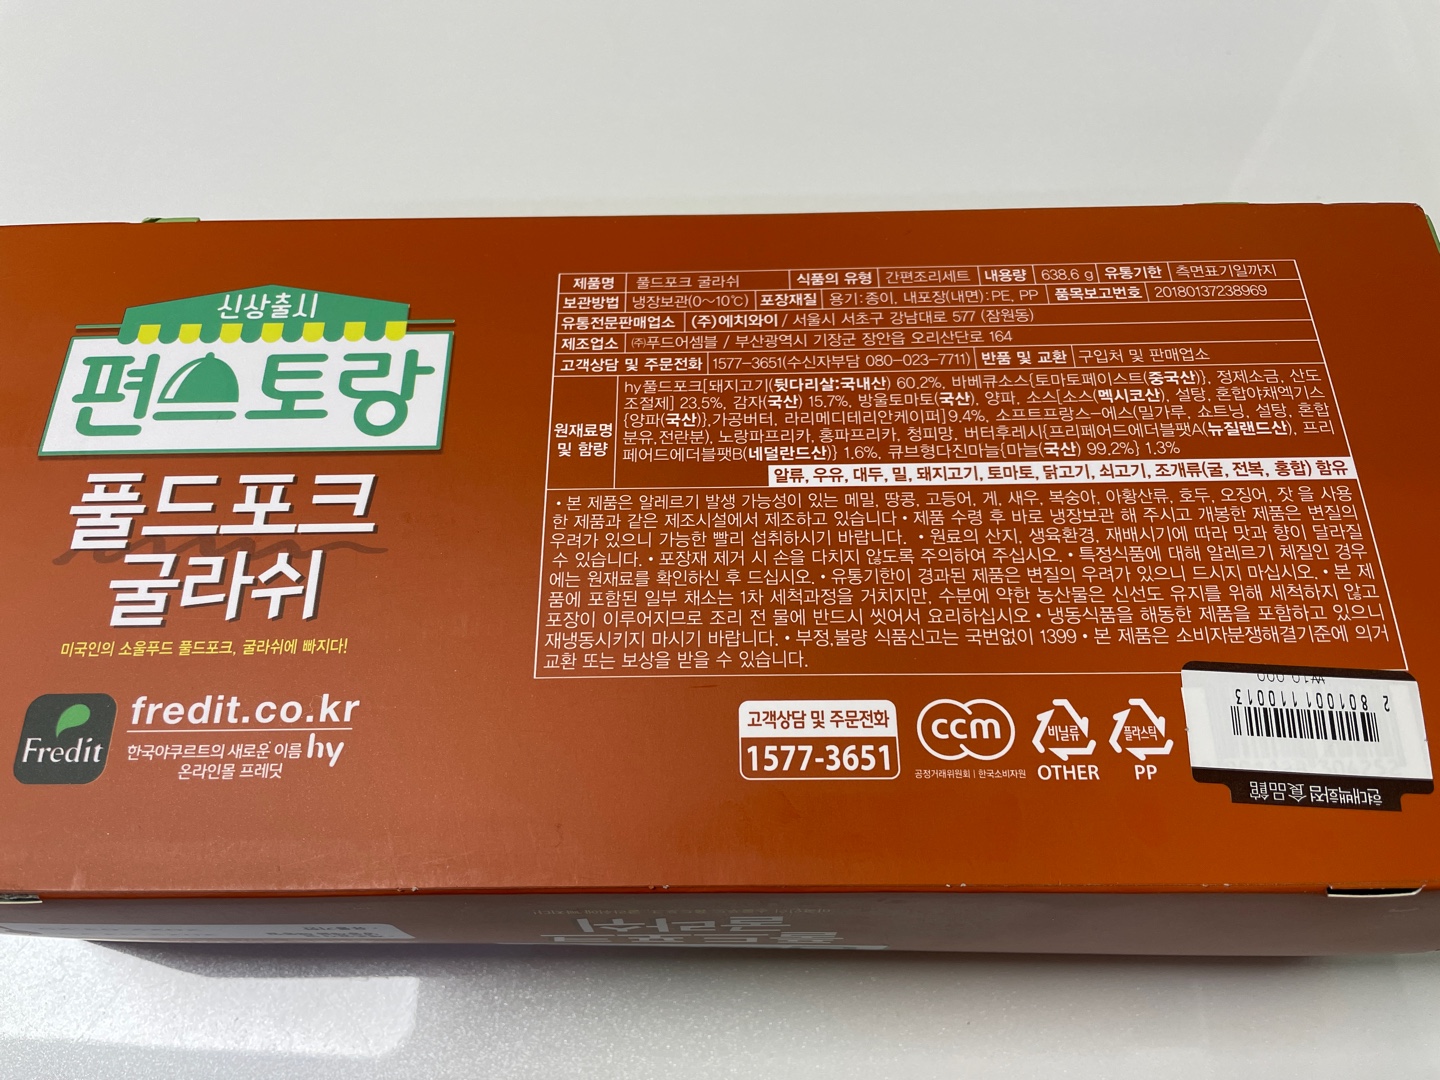 신상출시
편스토랑
풀드포크
굴라쉬
미국인의 소울푸드 풀드포크, 굴라쉬에 빠지다!
Fredit
fredit.co.kr
한국야쿠르트의 새로운 이름 hy
온라인몰 프레딧
제품명 풀드포크 굴라쉬 식품의 유형 간편조리세트 내용량 638.6 g 유통기한 측면표기일까지
보관방법 냉장보관(0~10℃) 포장재질 용기:종이, 내포장(내면):PE, PP 품목보고번호 20180137238969
유통전문판매업소 (주)에치와이 / 서울시 서초구 강남대로 577 (잠원동)
제조업소 ㈜푸드어셈블 / 부산광역시 기장군 장안읍 오리산단로 164
고객상담 및 주문전화 1577-3651(수신자부담 080-023-7711) 반품 및 교환 구입처 및 판매업소
원재료명 및 함량
hy풀드포크[돼지고기(뒷다리살:국내산) 60.2%, 바베큐소스{토마토페이스트(중국산)}, 정제소금, 산도
조절제] 23.5%, 감자(국산) 15.7%, 방울토마토(국산), 양파, 소스[소스(멕시코산), 설탕, 혼합야채엑기스
{양파(국산)},가공버터, 라리메디테리안케이퍼]9.4%, 소프트프랑스-에스(밀가루, 쇼트닝, 설탕, 혼합
분유,전란분), 노랑파프리카, 홍파프리카, 청피망, 버터후레시{프리페어드에더블팻A(뉴질랜드산), 프리
페어드에더블팻B(네덜란드산)} 1.6%, 큐브형다진마늘{마늘(국산) 99.2%} 1.3%
알류, 우유, 대두, 밀, 돼지고기, 토마토, 닭고기, 쇠고기, 조개류(굴, 전복, 홍합) 함유
• 본 제품은 알레르기 발생 가능성이 있는 메밀, 땅콩, 고등어, 게, 새우, 복숭아, 아황산류, 호두, 오징어, 잣 을 사용
한 제품과 같은 제조시설에서 제조하고 있습니다 • 제품 수령 후 바로 냉장보관 해 주시고 개봉한 제품은 변질의
우려가 있으니 가능한 빨리 섭취하시기 바랍니다. • 원료의 산지, 생육환경, 재배시기에 따라 맛과 향이 달라질
수 있습니다. • 포장재 제거 시 손을 다치지 않도록 주의하여 주십시오. • 특정식품에 대해 알레르기 체질인 경우
에는 원재료를 확인하신 후 드십시오. • 유통기한이 경과된 제품은 변질의 우려가 있으니 드시지 마십시오. • 본 제
품에 포함된 일부 채소는 1차 세척과정을 거치지만, 수분에 약한 농산물은 신선도 유지를 위해 세척하지 않고
포장이 이루어지므로 조리 전 물에 반드시 씻어서 요리하십시오 • 냉동식품을 해동한 제품을 포함하고 있으니
재냉동시키지 마시기 바랍니다. • 부정,불량 식품신고는 국번없이 1399 • 본 제품은 소비자분쟁해결기준에 의거
교환 또는 보상을 받을 수 있습니다.
고객상담 및 주문전화
1577-3651
ccm
공정거래위원회 | 한국소비자원
비닐류
OTHER
플라스틱
PP
2 801001 110013
현대백화점 食品館
풀드포크
굴라쉬